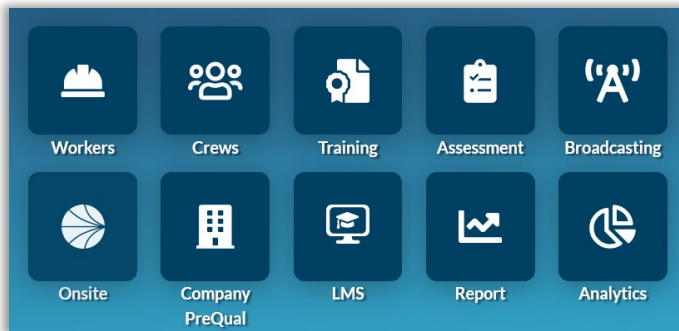 Workers
Crews
Training
Assessment
Broadcasting
Onsite
Company
PreQual
LMS
Report
Analytics